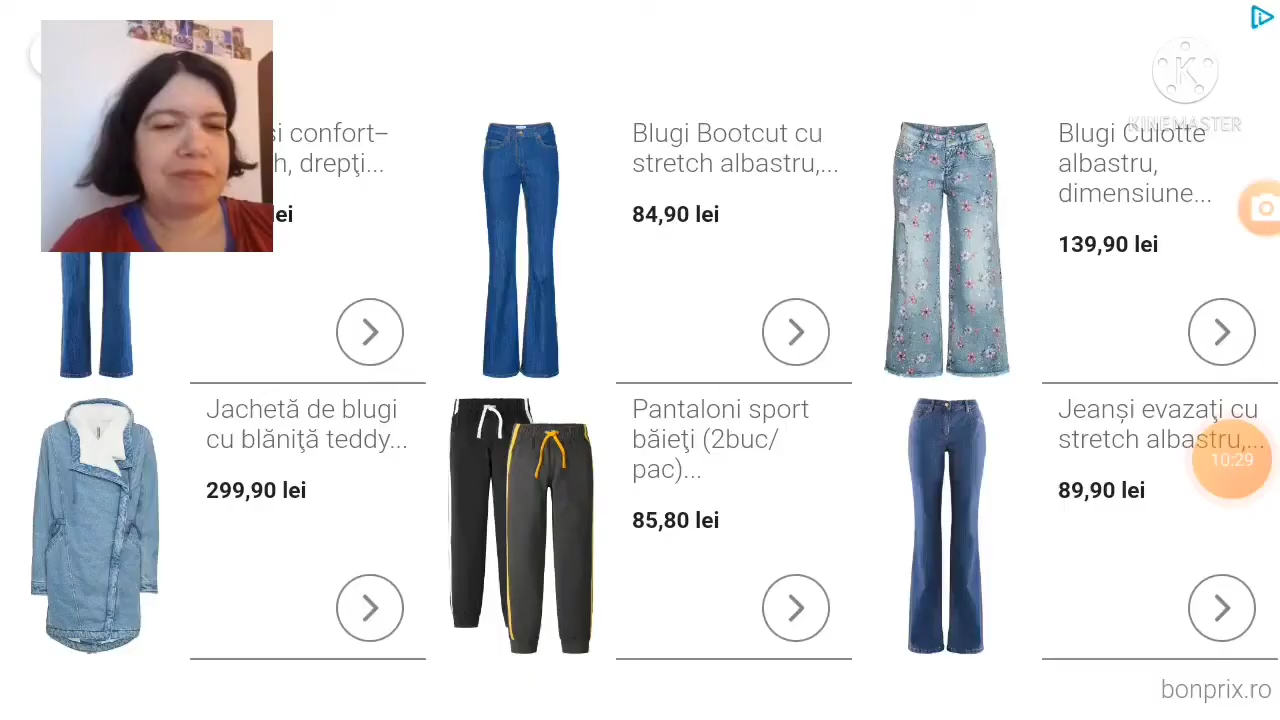 KINEMASTER
si confort–
h, drepţi...
ei
Blugi Bootcut cu
stretch albastru,...
84,90 lei
Blugi Culotte
albastru,
dimensiune...
139,90 lei
Jachetă de blugi
cu blăniţă teddy...
299,90 lei
Pantaloni sport
băieţi (2buc/
pac)...
85,80 lei
Jeanși evazaţi cu
stretch albastru,...
89,90 lei
10:29
bonprix.ro